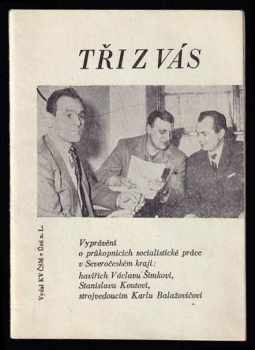 TŘI Z VÁS
Vyprávění
o průkopnících socialistické práce
v Severočeském kraji:
havířích Václavu Šimkovi,
Stanislavu Koutovi,
strojvedoucím Karlu Balažovičovi
Vydal KV ČSM • Ústí n. L.